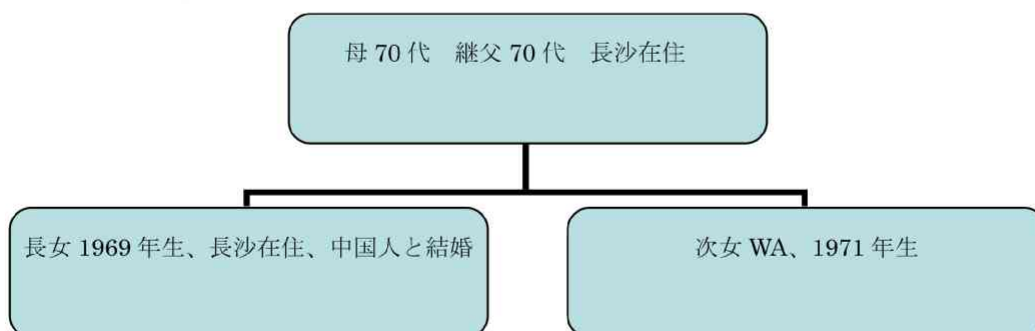 母 70 代　継父 70 代　長沙在住
長女 1969 年生、長沙在住、中国人と結婚
次女 WA、1971 年生